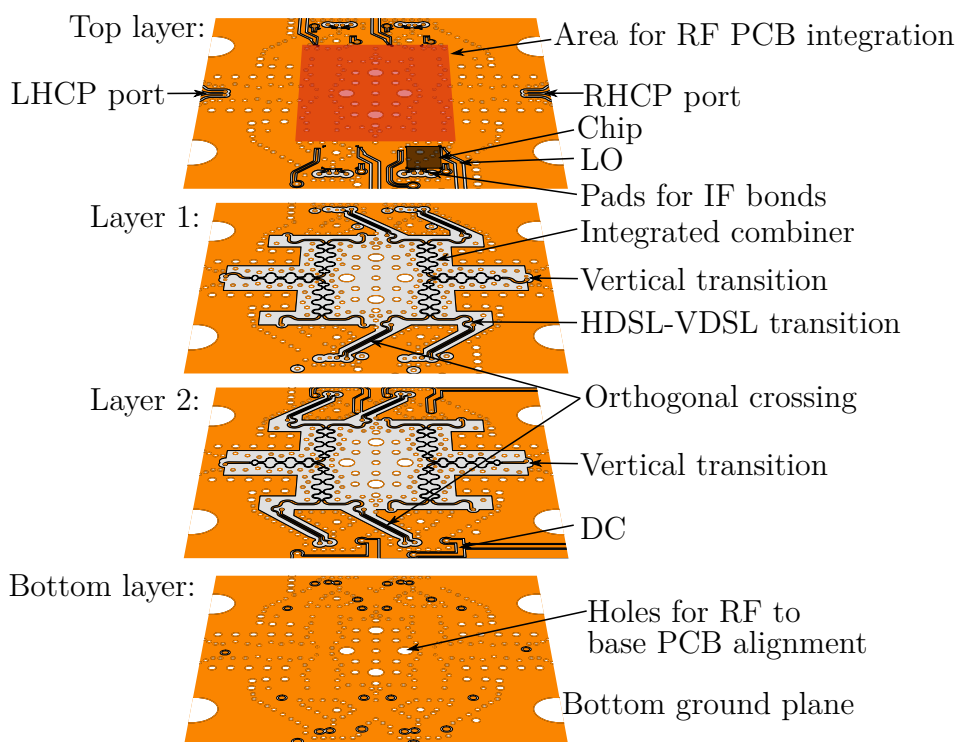 Top layer:
Area for RF PCB integration
LHCP port
RHCP port
Chip
LO
Pads for IF bonds
Layer 1:
Integrated combiner
Vertical transition
HDSL-VDSL transition
Layer 2:
Orthogonal crossing
Vertical transition
DC
Bottom layer:
Holes for RF to
base PCB alignment
Bottom ground plane